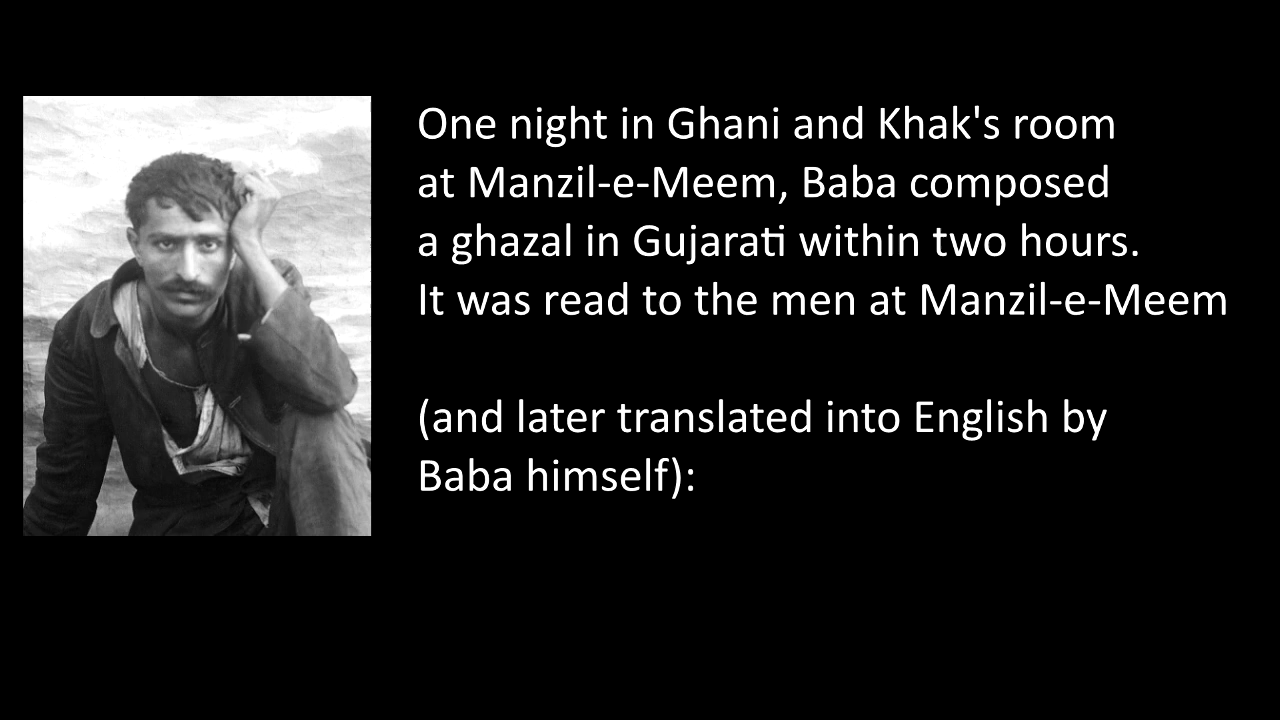 One night in Ghani and Khak's room
at Manzil-e-Meem, Baba composed
a ghazal in Gujarati within two hours.
It was read to the men at Manzil-e-Meem
(and later translated into English by
Baba himself):